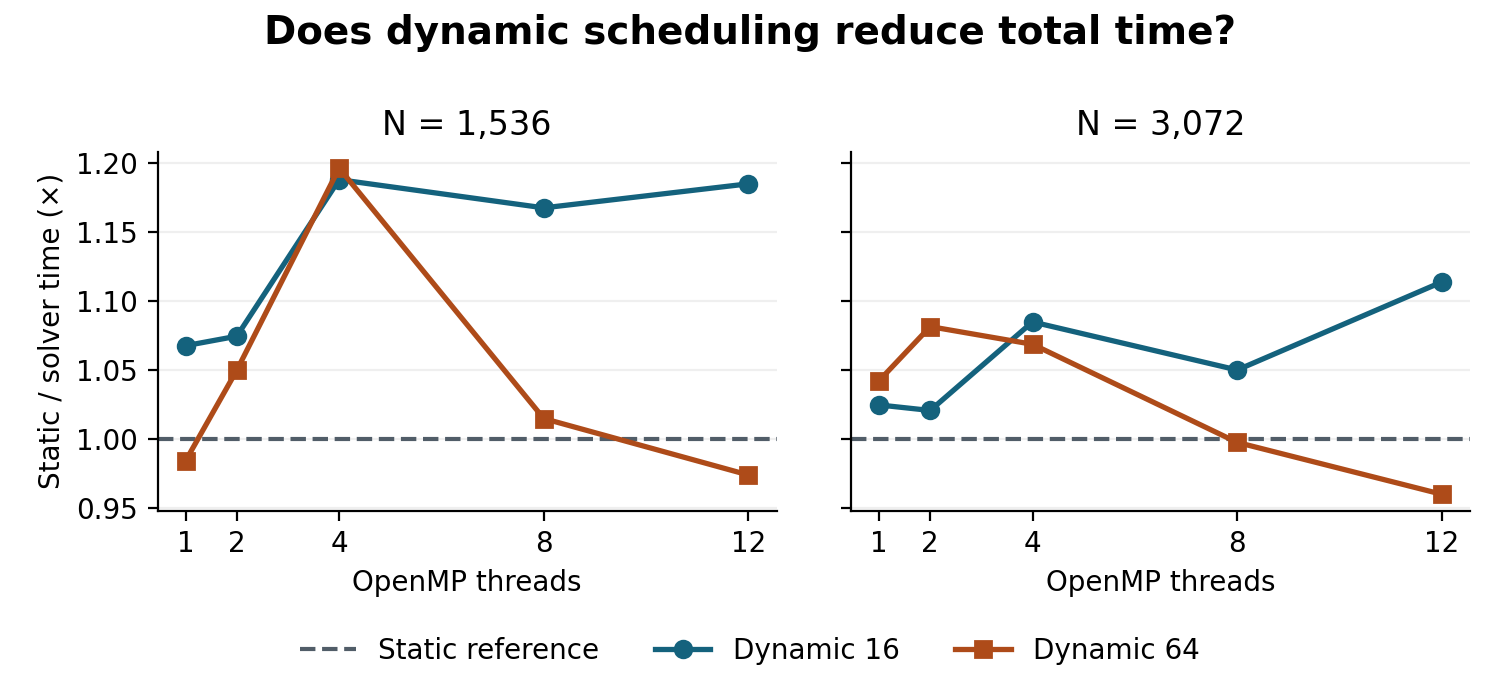 Does dynamic scheduling reduce total time?
N = 1,536
N = 3,072
Static / solver time (×)
1.20
1.15
1.10
1.05
1.00
0.95
1 2 4 8 12
1 2 4 8 12
OpenMP threads
OpenMP threads
Static reference
Dynamic 16
Dynamic 64